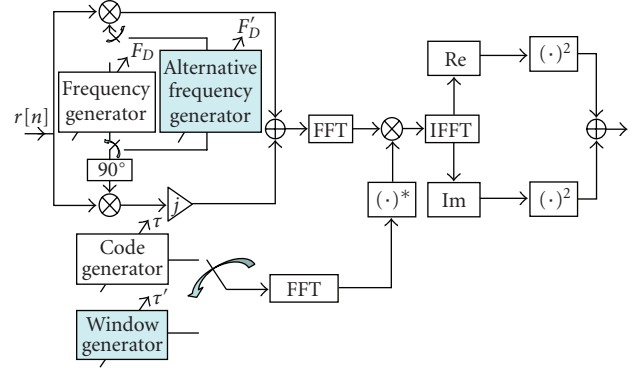 F′_D
F_D
Alternative
frequency
generator
Frequency
generator
r[n]
90°
j
FFT
IFFT
Re
(·)²
Im
(·)²
(·)*
τ
Code
generator
FFT
τ′
Window
generator